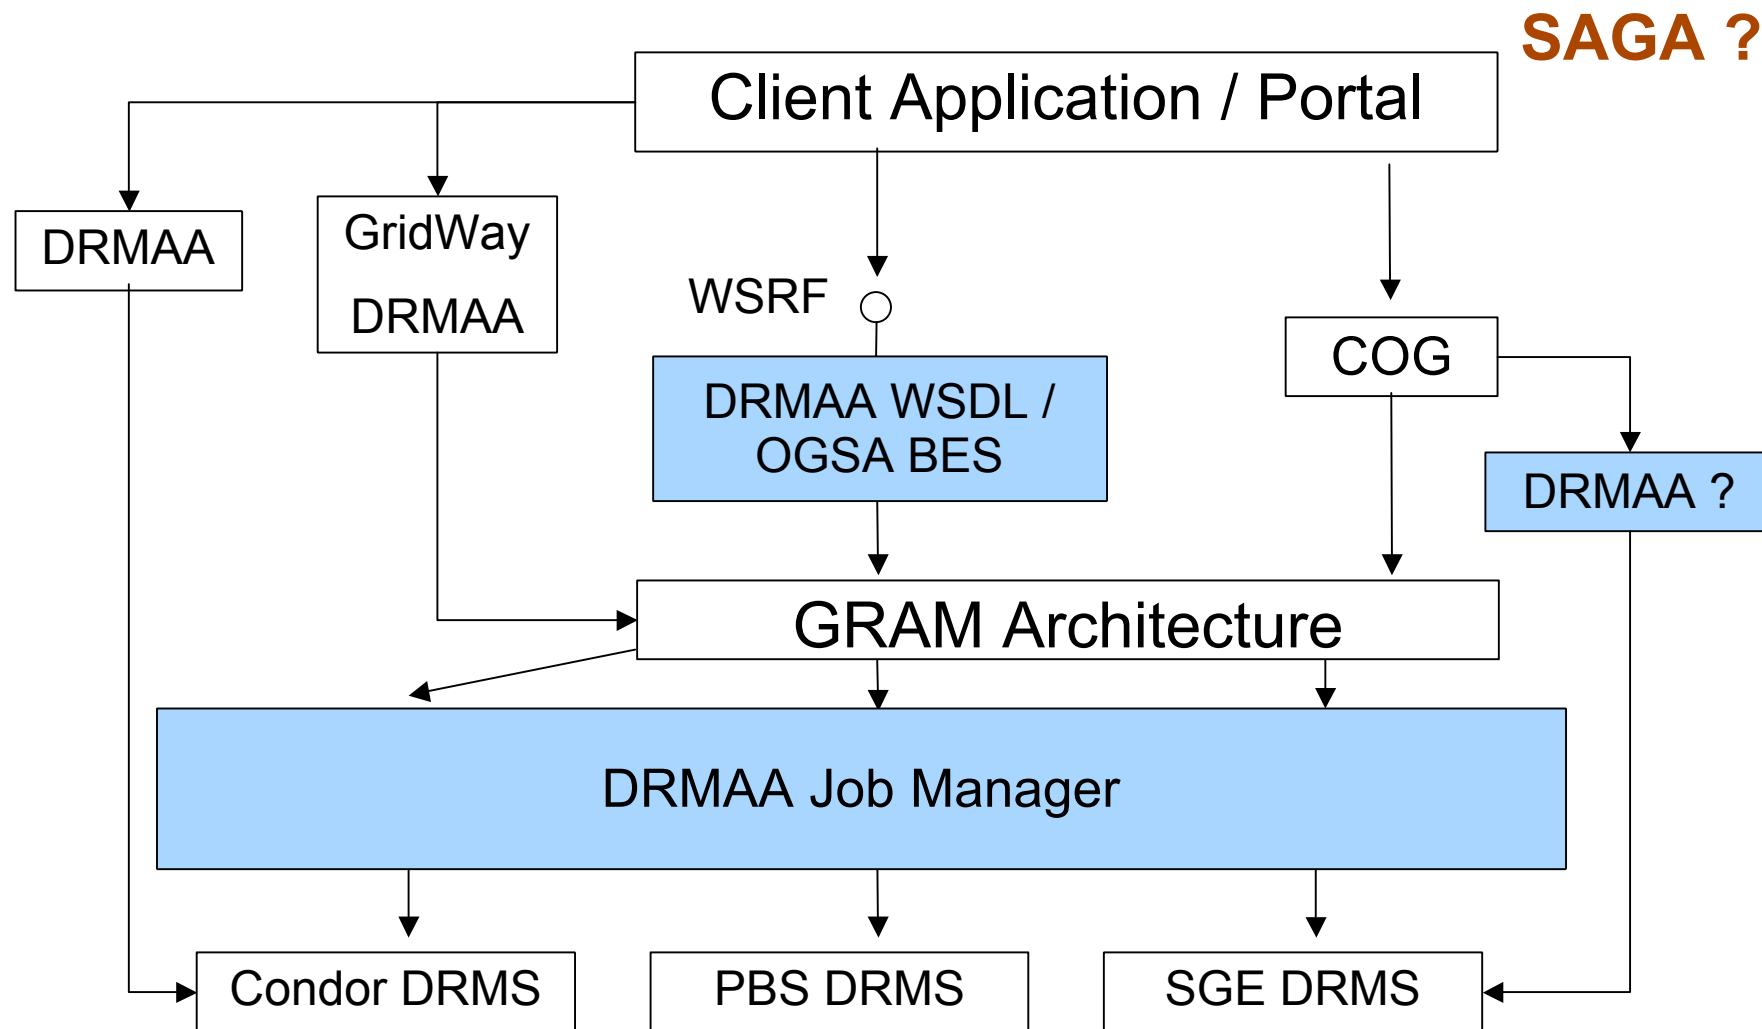 SAGA ?
Client Application / Portal
DRMAA
GridWay
DRMAA
WSRF
COG
DRMAA WSDL /
OGSA BES
DRMAA ?
GRAM Architecture
DRMAA Job Manager
Condor DRMS
PBS DRMS
SGE DRMS